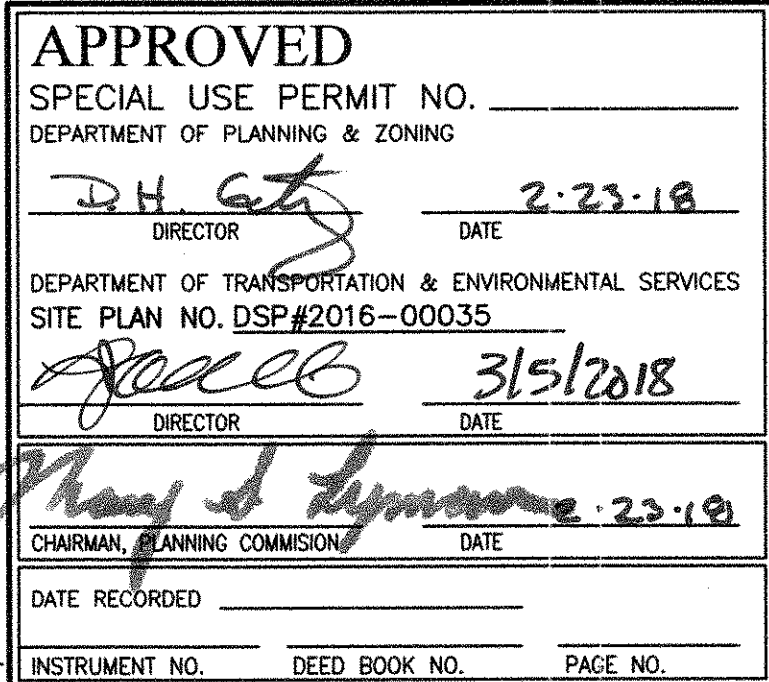 APPROVED
SPECIAL USE PERMIT NO.
DEPARTMENT OF PLANNING & ZONING
D.H. 2·23·18
DIRECTOR DATE
DEPARTMENT OF TRANSPORTATION & ENVIRONMENTAL SERVICES
SITE PLAN NO. DSP#2016-00035
3/5/2018
DIRECTOR DATE
Lyman 2·23·18
CHAIRMAN, PLANNING COMMISION DATE
DATE RECORDED
INSTRUMENT NO. DEED BOOK NO. PAGE NO.